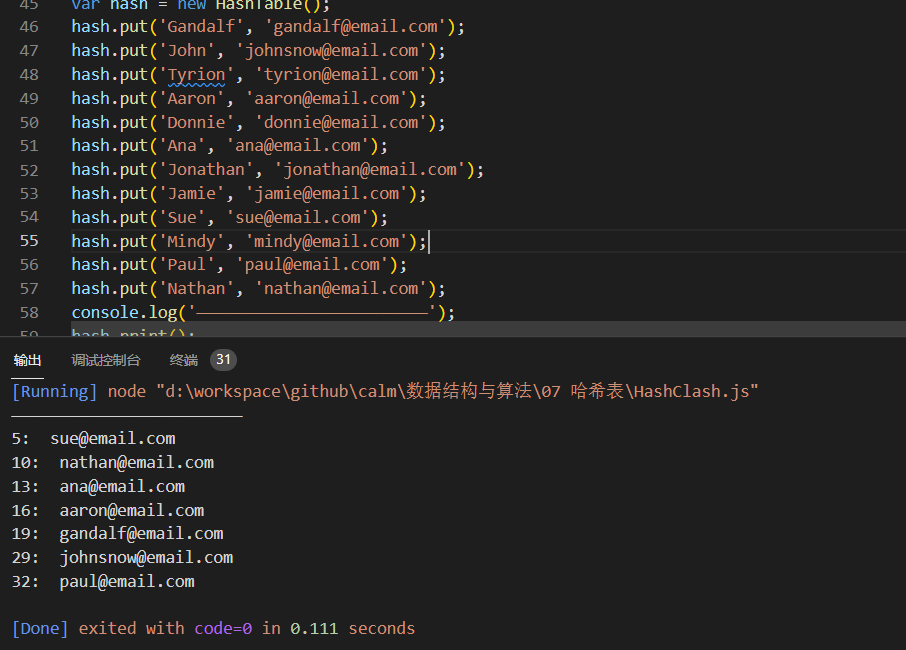 45 var hash = new HashTable();
46 hash.put('Gandalf', 'gandalf@email.com');
47 hash.put('John', 'johnsnow@email.com');
48 hash.put('Tyrion', 'tyrion@email.com');
49 hash.put('Aaron', 'aaron@email.com');
50 hash.put('Donnie', 'donnie@email.com');
51 hash.put('Ana', 'ana@email.com');
52 hash.put('Jonathan', 'jonathan@email.com');
53 hash.put('Jamie', 'jamie@email.com');
54 hash.put('Sue', 'sue@email.com');
55 hash.put('Mindy', 'mindy@email.com');
56 hash.put('Paul', 'paul@email.com');
57 hash.put('Nathan', 'nathan@email.com');
58 console.log('————————————————————————');
59 hash.print();
输出 调试控制台 终端 31
[Running] node "d:\workspace\github\calm\数据结构与算法\07 哈希表\HashClash.js"
————————————————————————
5: sue@email.com
10: nathan@email.com
13: ana@email.com
16: aaron@email.com
19: gandalf@email.com
29: johnsnow@email.com
32: paul@email.com
[Done] exited with code=0 in 0.111 seconds